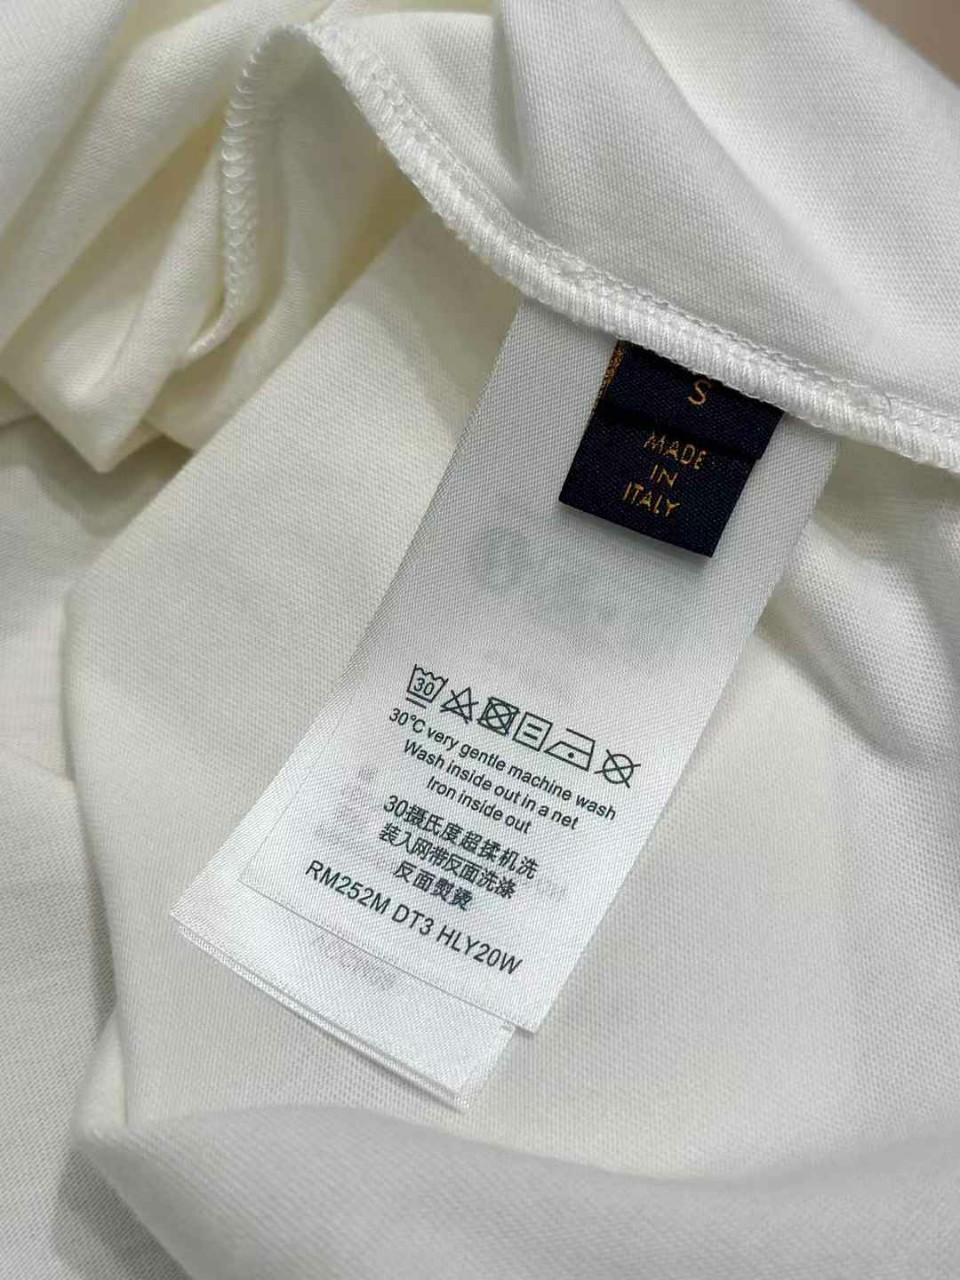 S
MADE
IN
ITALY
30
30°C very gentle machine wash
Wash inside out in a net
Iron inside out
30摄氏度超揉机洗
装入网带反面洗涤
反面熨烫
RM252M DT3 HLY20W